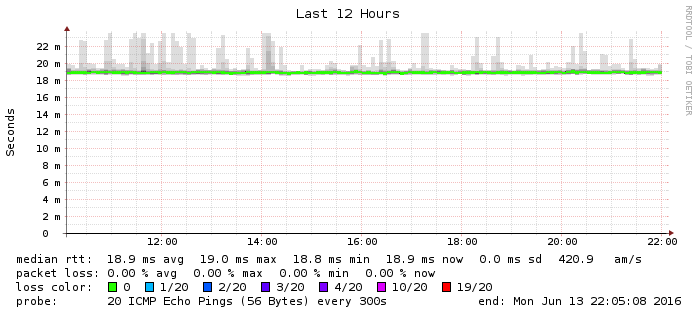 Last 12 Hours
RRDTOOL / TOBI OETIKER
Seconds
22 m
20 m
18 m
16 m
14 m
12 m
10 m
8 m
6 m
4 m
2 m
0
12:00 14:00 16:00 18:00 20:00 22:00
median rtt: 18.9 ms avg 19.0 ms max 18.8 ms min 18.9 ms now 0.0 ms sd 420.9 am/s
packet loss: 0.00 % avg 0.00 % max 0.00 % min 0.00 % now
loss color: 0 1/20 2/20 3/20 4/20 10/20 19/20
probe: 20 ICMP Echo Pings (56 Bytes) every 300s end: Mon Jun 13 22:05:08 2016